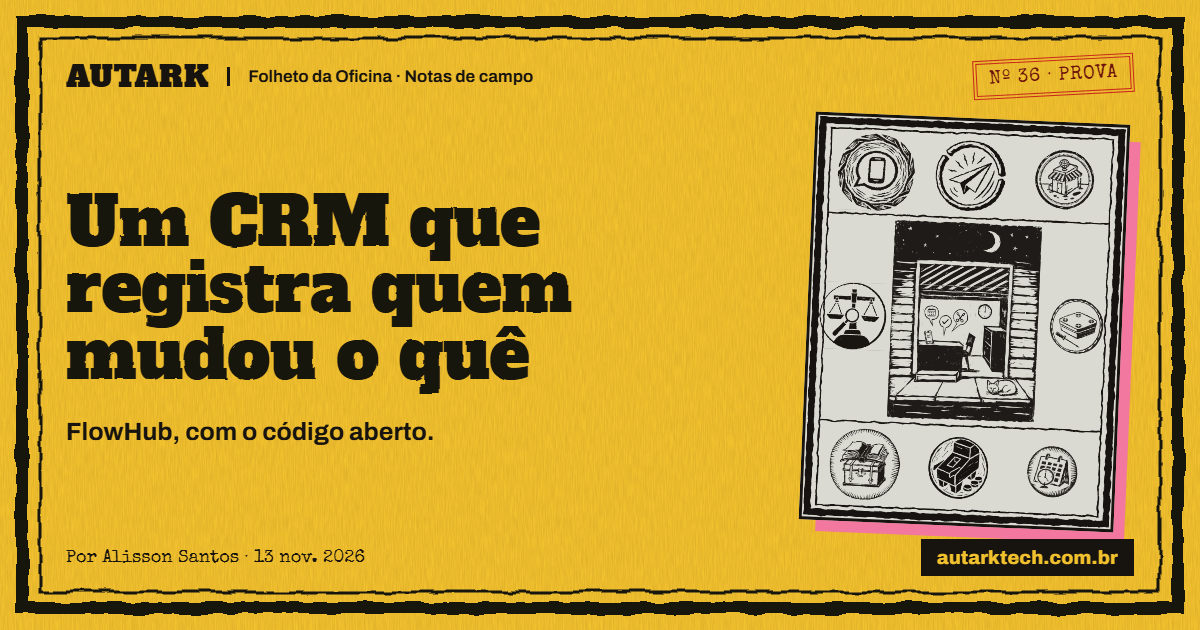 AUTARK
Folheto da Oficina · Notas de campo
Nº 36 · PROVA
Um CRM que
registra quem
mudou o quê
FlowHub, com o código aberto.
Por Alisson Santos · 13 nov. 2026
autarktech.com.br